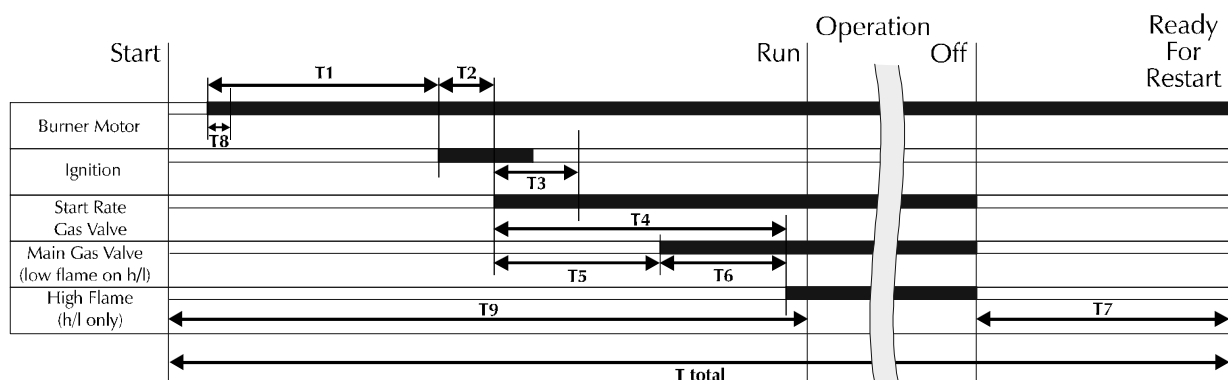 Start
Run
Operation
Off
Ready
For
Restart
T1
T2
Burner Motor
T8
Ignition
T3
Start Rate
Gas Valve
T4
Main Gas Valve
(low flame on h/l)
T5
T6
High Flame
(h/l only)
T9
T7
T total